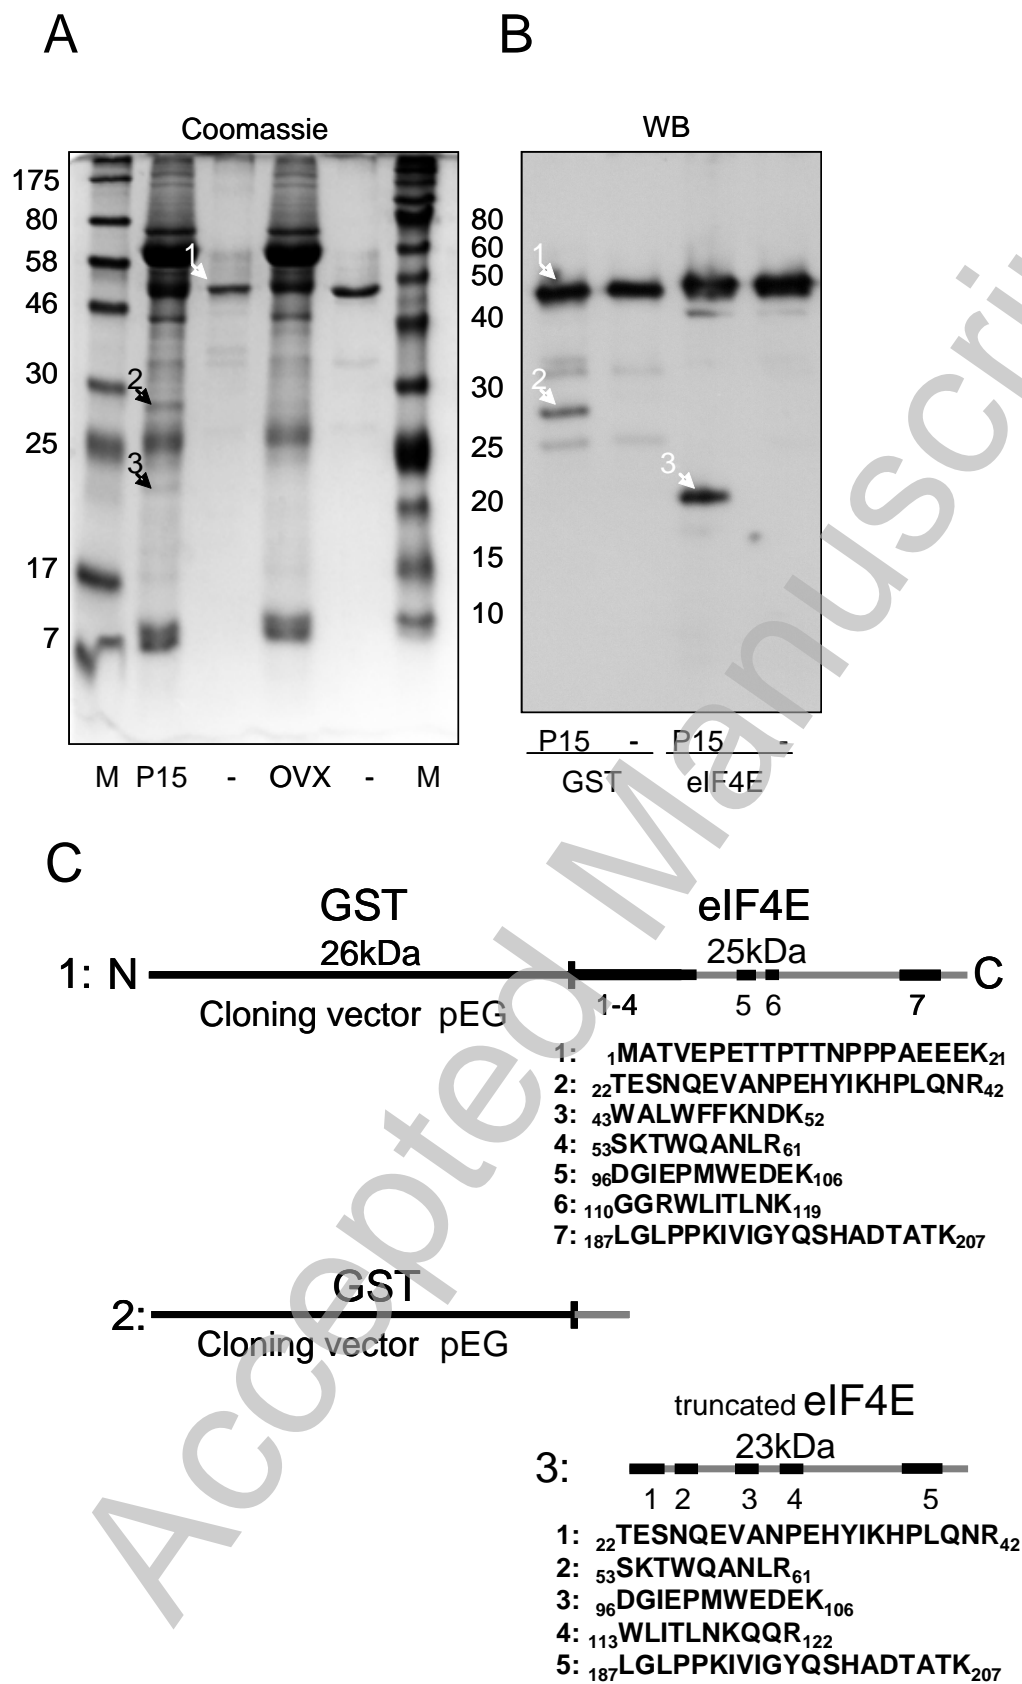 A
B
Coomassie
WB
175
80
58
46
30
25
17
7
1
2
3
80
60
50
40
30
25
20
15
10
1
2
3
M P15 - OVX - M
P15 - P15 -
GST eIF4E
C
GST eIF4E
26kDa 25kDa
1: N C
Cloning vector pEG 1-4 5 6 7
1: 1MATVEPETTPTTNPPPAEEEK21
2: 22TESNQEVANPEHYIKHPLQNR42
3: 43WALWFFKNDK52
4: 53SKTWQANLR61
5: 96DGIEPMWEDEK106
6: 110GGRWLITLNK119
7: 187LGLPPKIVIGYQSHADTATK207
GST
2:
Cloning vector pEG
truncated eIF4E
23kDa
3:
1 2 3 4 5
1: 22TESNQEVANPEHYIKHPLQNR42
2: 53SKTWQANLR61
3: 96DGIEPMWEDEK106
4: 113WLITLNKQQR122
5: 187LGLPPKIVIGYQSHADTATK207
Accepted Manuscri